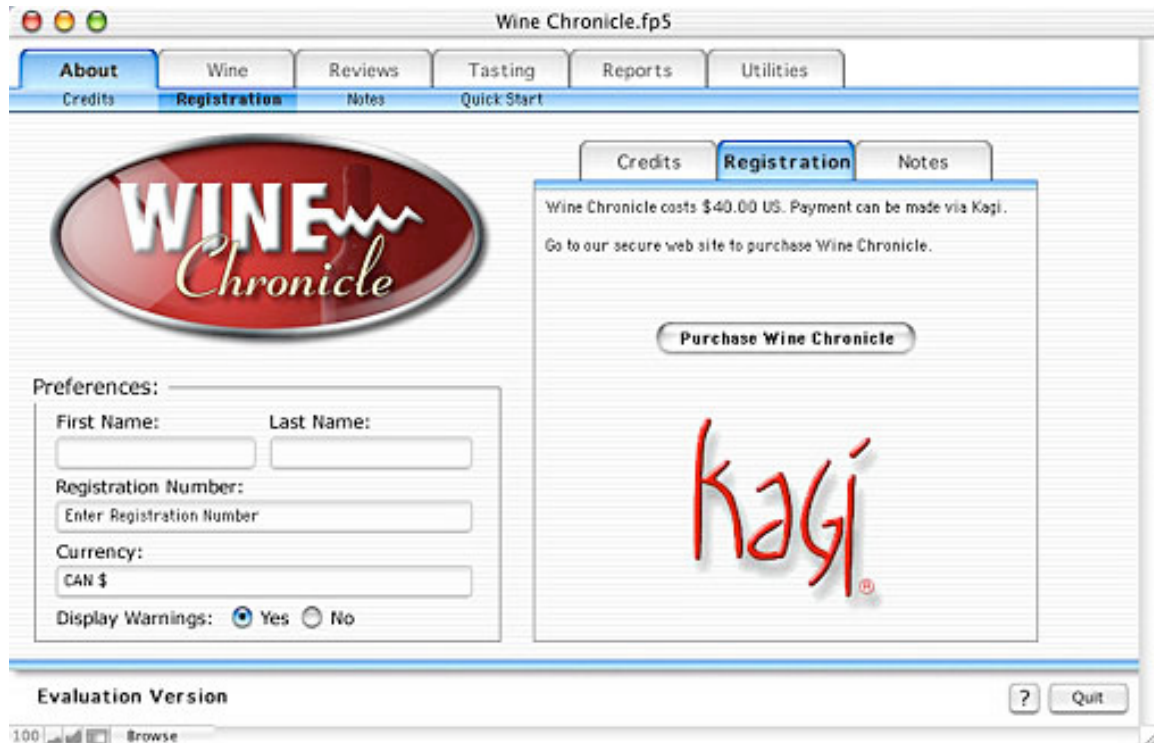 Wine Chronicle.fp5
About Wine Reviews Tasting Reports Utilities
Credits Registration Notes Quick Start
WINE
Chronicle
Credits Registration Notes
Wine Chronicle costs $40.00 US. Payment can be made via Kagi.
Go to our secure web site to purchase Wine Chronicle.
Purchase Wine Chronicle
Kagi ®
Preferences:
First Name: Last Name:
Registration Number:
Enter Registration Number
Currency:
CAN $
Display Warnings: Yes No
Evaluation Version
? Quit
100 Browse